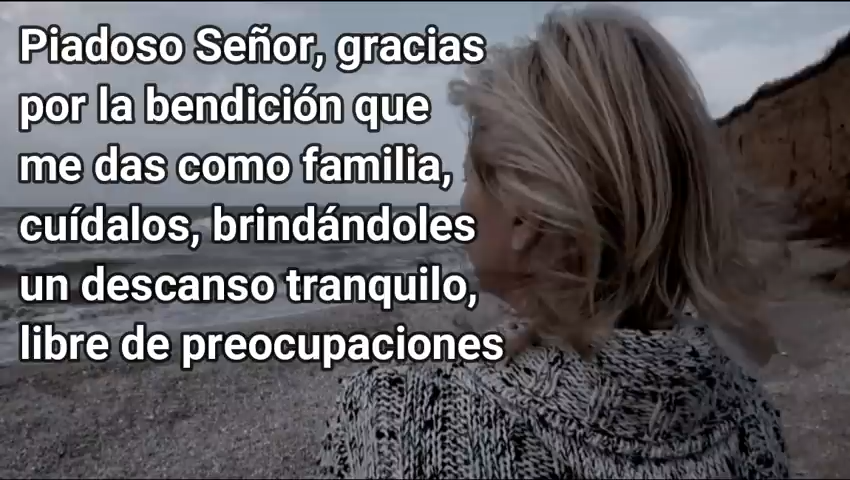 Piadoso Señor, gracias
por la bendición que
me das como familia,
cuídalos, brindándoles
un descanso tranquilo,
libre de preocupaciones